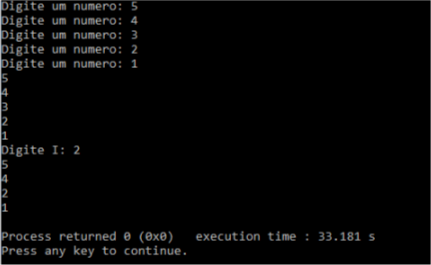 Digite um numero: 5
Digite um numero: 4
Digite um numero: 3
Digite um numero: 2
Digite um numero: 1
5
4
3
2
1
Digite I: 2
5
4
2
1
Process returned 0 (0x0)   execution time : 33.181 s
Press any key to continue.